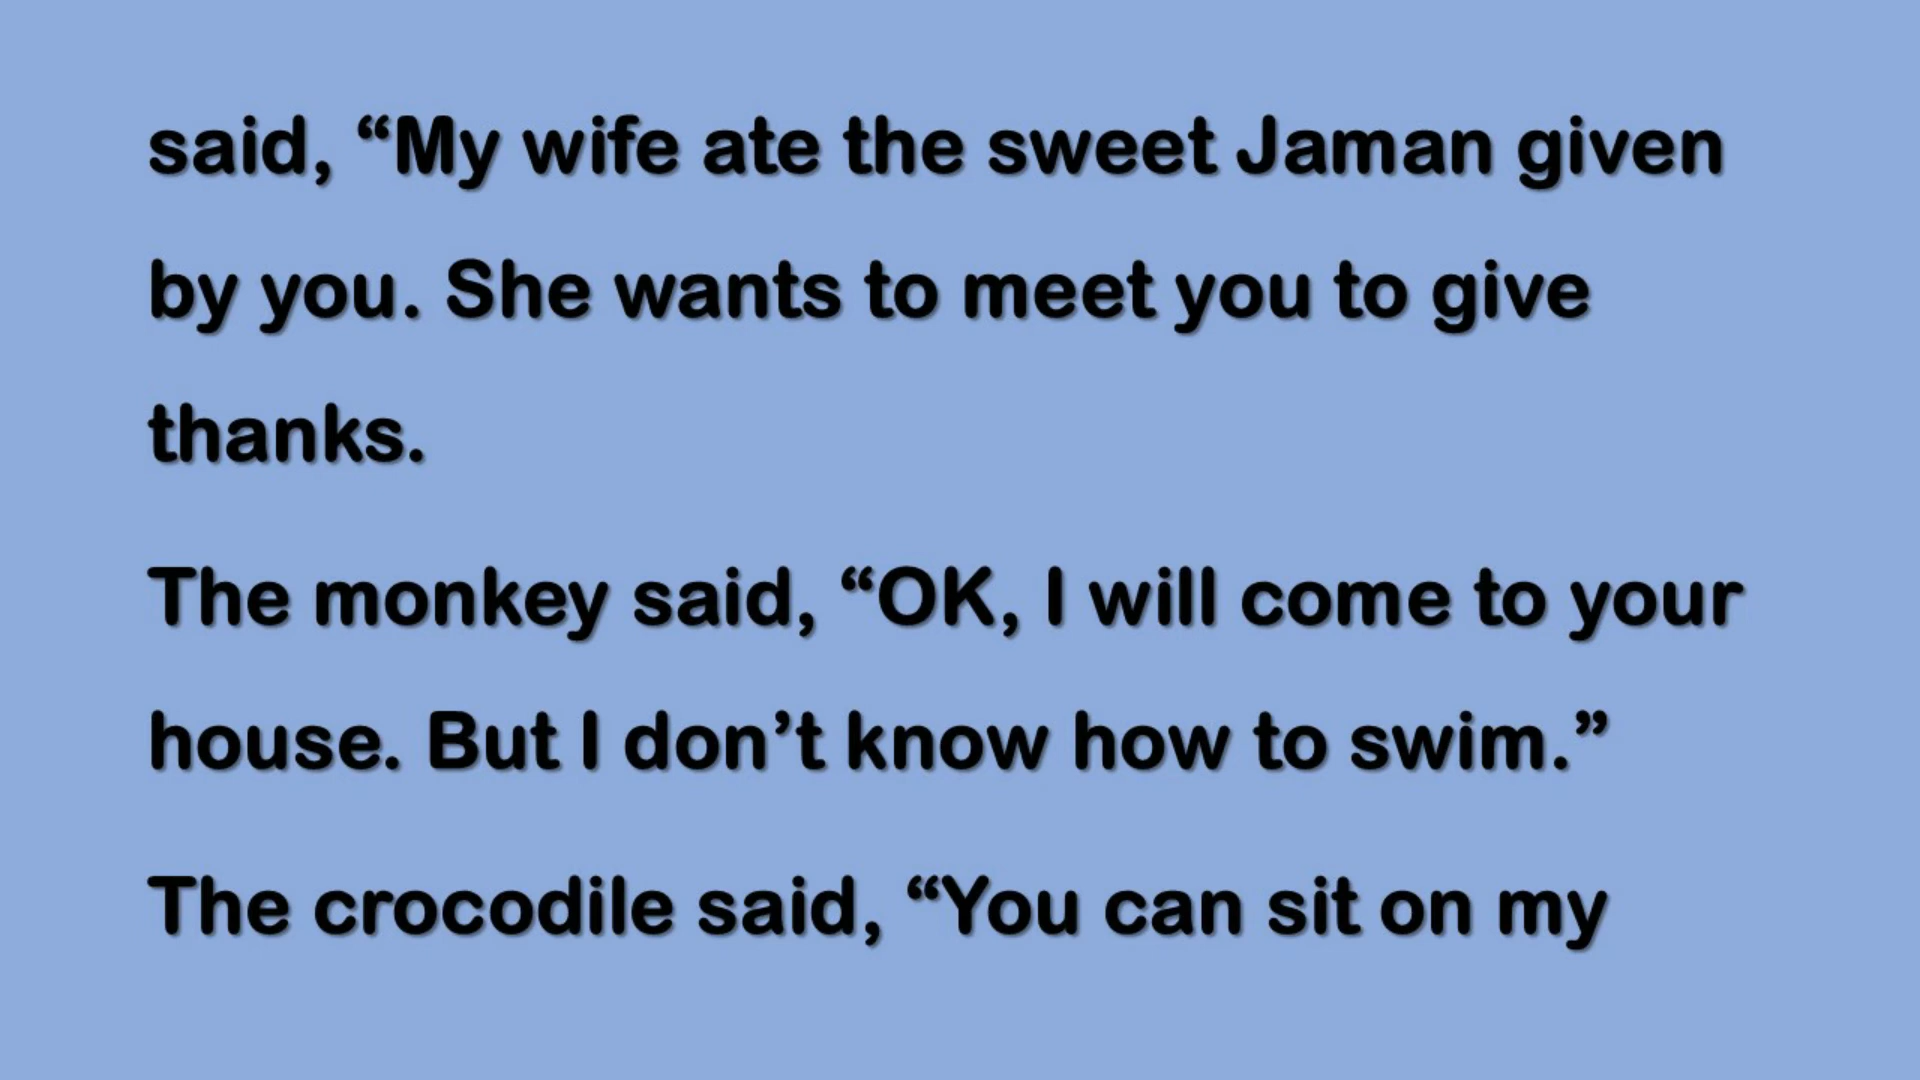 said, “My wife ate the sweet Jaman given
by you. She wants to meet you to give
thanks.
The monkey said, “OK, I will come to your
house. But I don’t know how to swim.”
The crocodile said, “You can sit on my